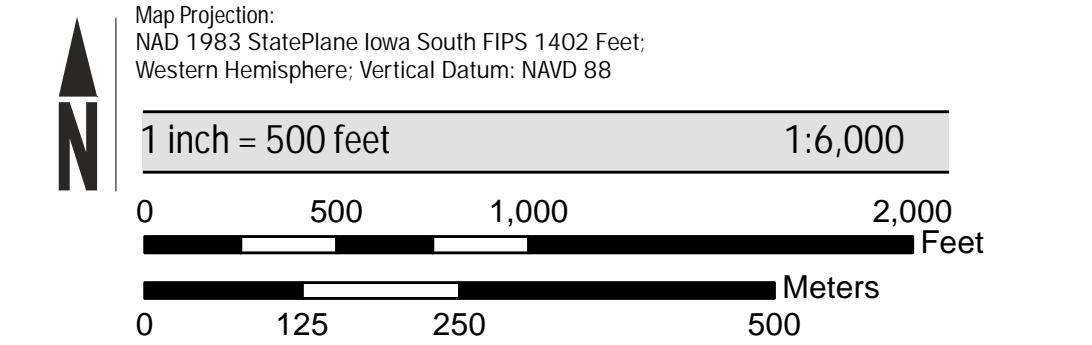 Map Projection:
NAD 1983 StatePlane Iowa South FIPS 1402 Feet;
Western Hemisphere; Vertical Datum: NAVD 88
N
1 inch = 500 feet 1:6,000
0 500 1,000 2,000
Feet
Meters
0 125 250 500